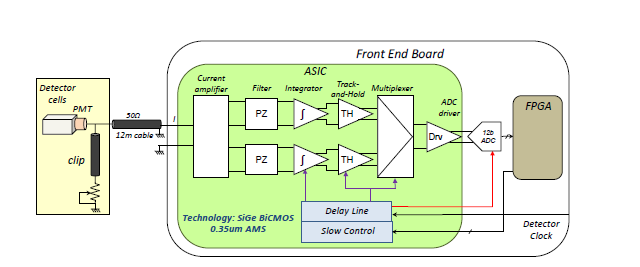 Front End Board
ASIC
Detector
cells
PMT
50Ω
12m cable
clip
I
Current
amplifier
Filter
Integrator
Track-
and-Hold
Multiplexer
ADC
driver
FPGA
PZ
∫
TH
Drv
12b
ADC
PZ
∫
TH
Delay Line
Slow Control
Technology: SiGe BiCMOS
0.35um AMS
Detector
Clock